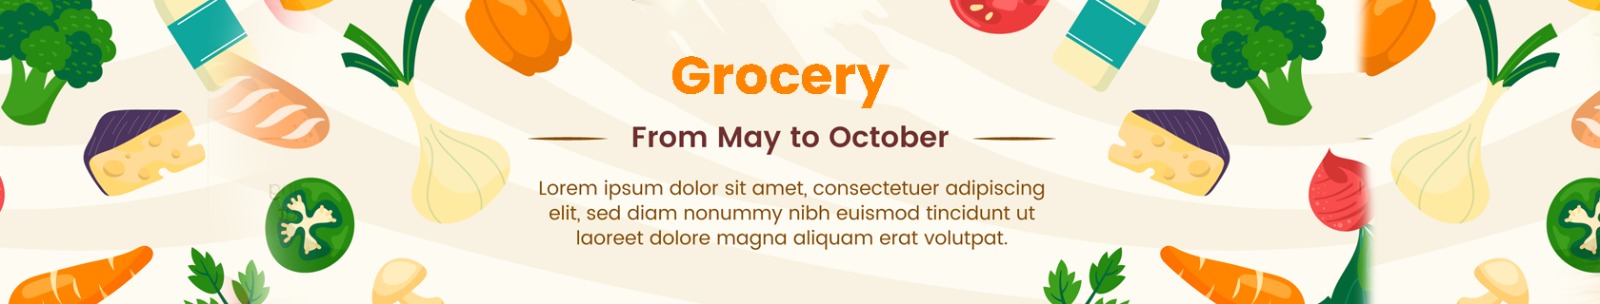 Grocery
From May to October
Lorem ipsum dolor sit amet, consectetuer adipiscing
elit, sed diam nonummy nibh euismod tincidunt ut
laoreet dolore magna aliquam erat volutpat.